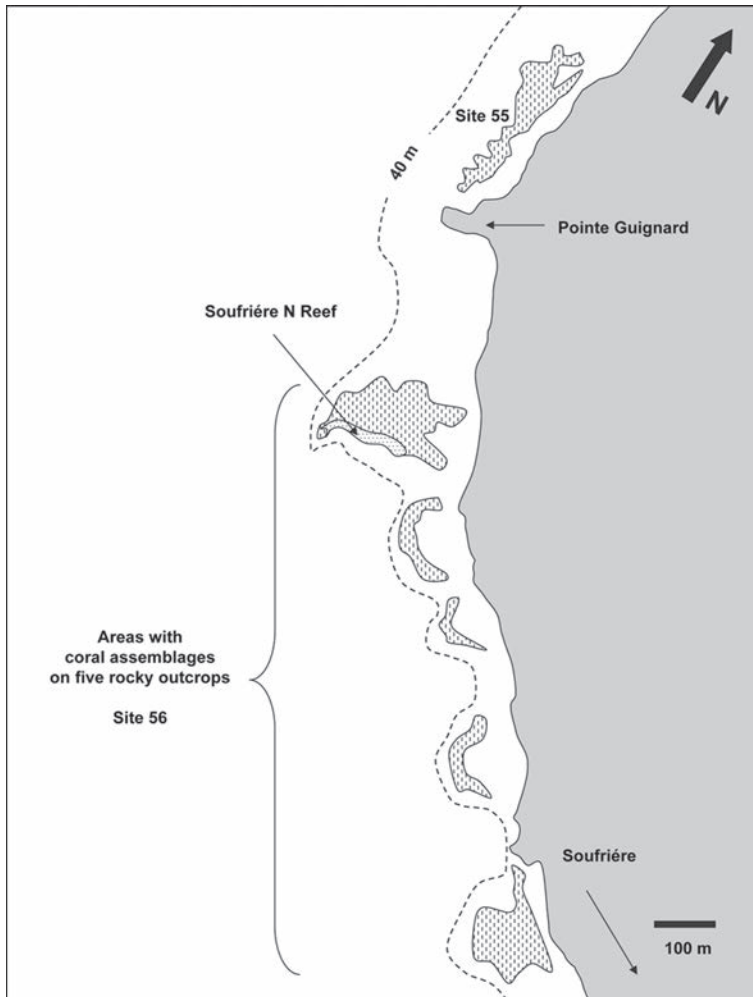 N
Site 55
40 m
Pointe Guignard
Soufriére N Reef
Areas with
coral assemblages
on five rocky outcrops
Site 56
Soufriére
100 m